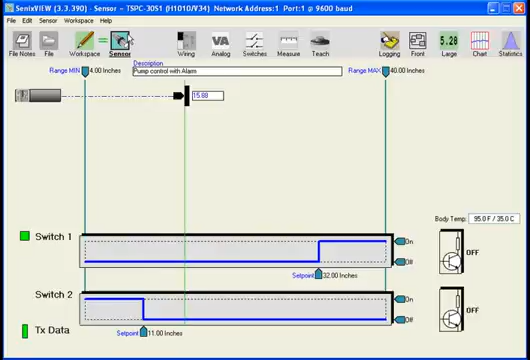 SenixVIEW (3.3.390) - Sensor - TSPC-30S1 (H1010/V34) Network Address:1 Port:1 @ 9600 baud
File Edit Sensor Workspace Help
File Notes File Workspace Sensor Wiring Analog Switches Measure Teach Logging Front Large Chart Statistics
VA 5.28
Description
Range MIN 4.00 Inches Pump control with Alarm Range MAX 40.00 Inches
15.88
Body Temp: 95.0 F / 35.0 C
Switch 1 On OFF
Off
Setpoint 32.00 Inches
Switch 2 On OFF
Off
Tx Data Setpoint 11.00 Inches